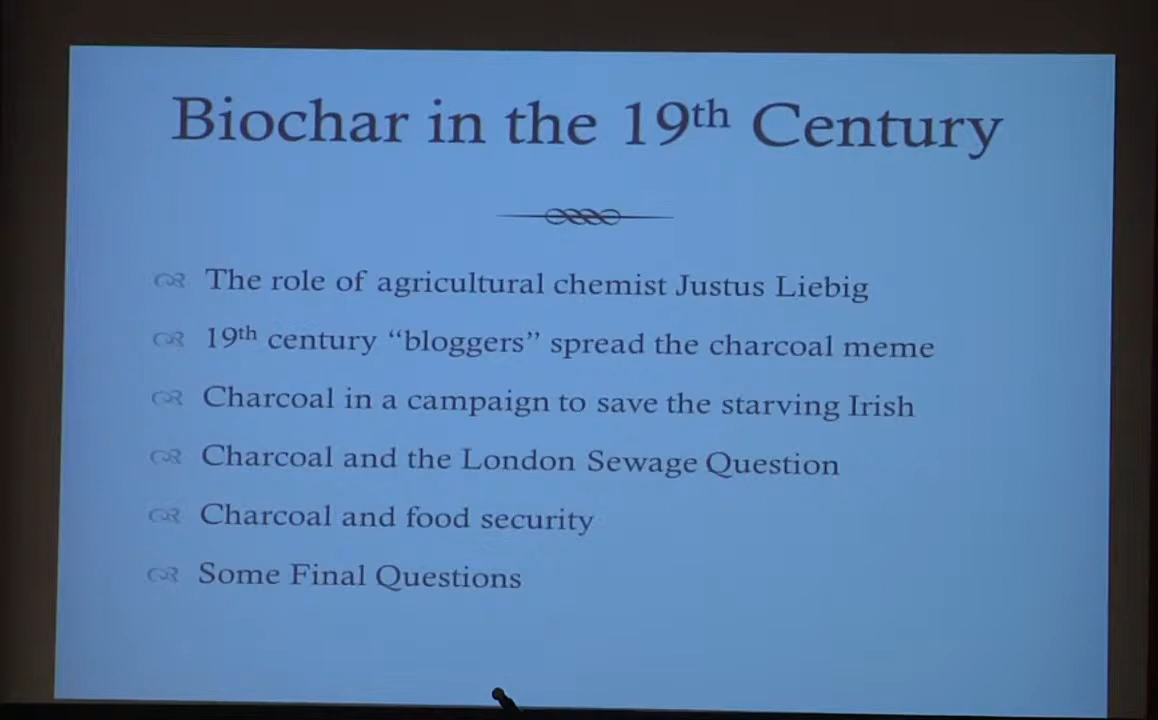 Biochar in the 19th Century
The role of agricultural chemist Justus Liebig
19th century “bloggers” spread the charcoal meme
Charcoal in a campaign to save the starving Irish
Charcoal and the London Sewage Question
Charcoal and food security
Some Final Questions